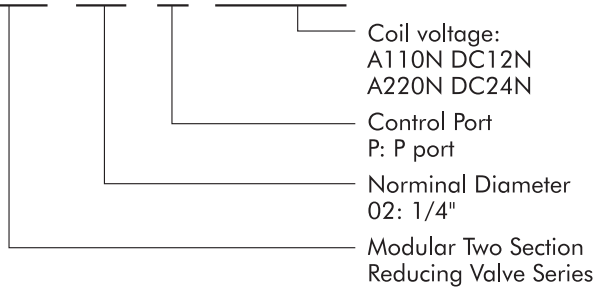 Coil voltage:
A110N DC12N
A220N DC24N
Control Port
P: P port
Norminal Diameter
02: 1/4"
Modular Two Section
Reducing Valve Series